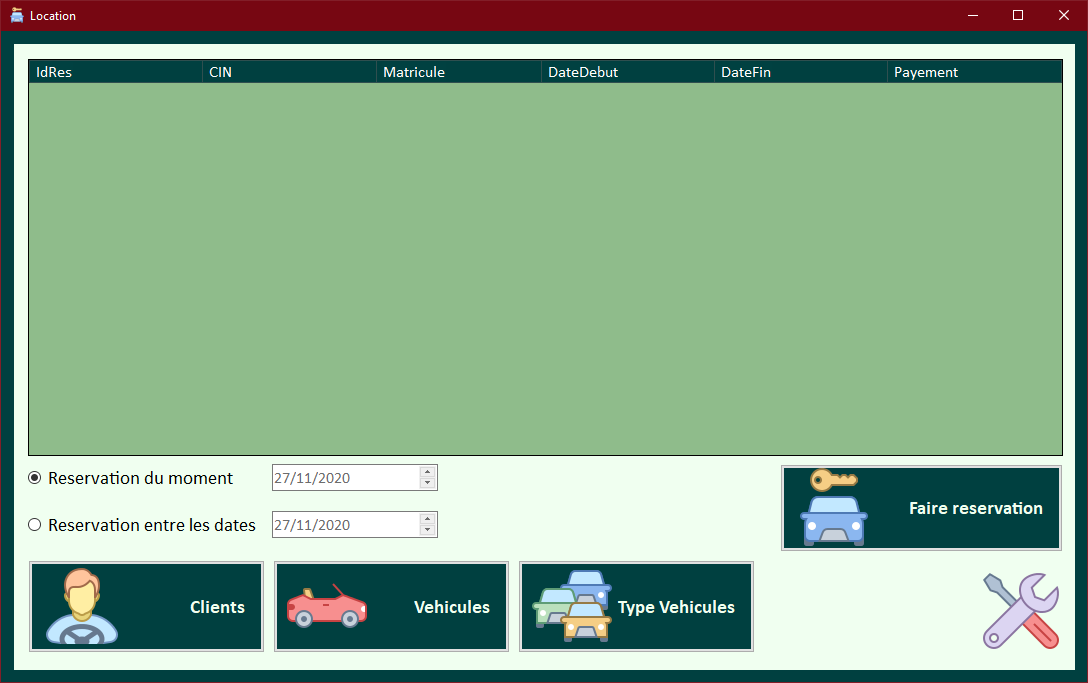 Location
IdRes CIN Matricule DateDebut DateFin Payement
Reservation du moment 27/11/2020
Reservation entre les dates 27/11/2020
Faire reservation
Clients Vehicules Type Vehicules